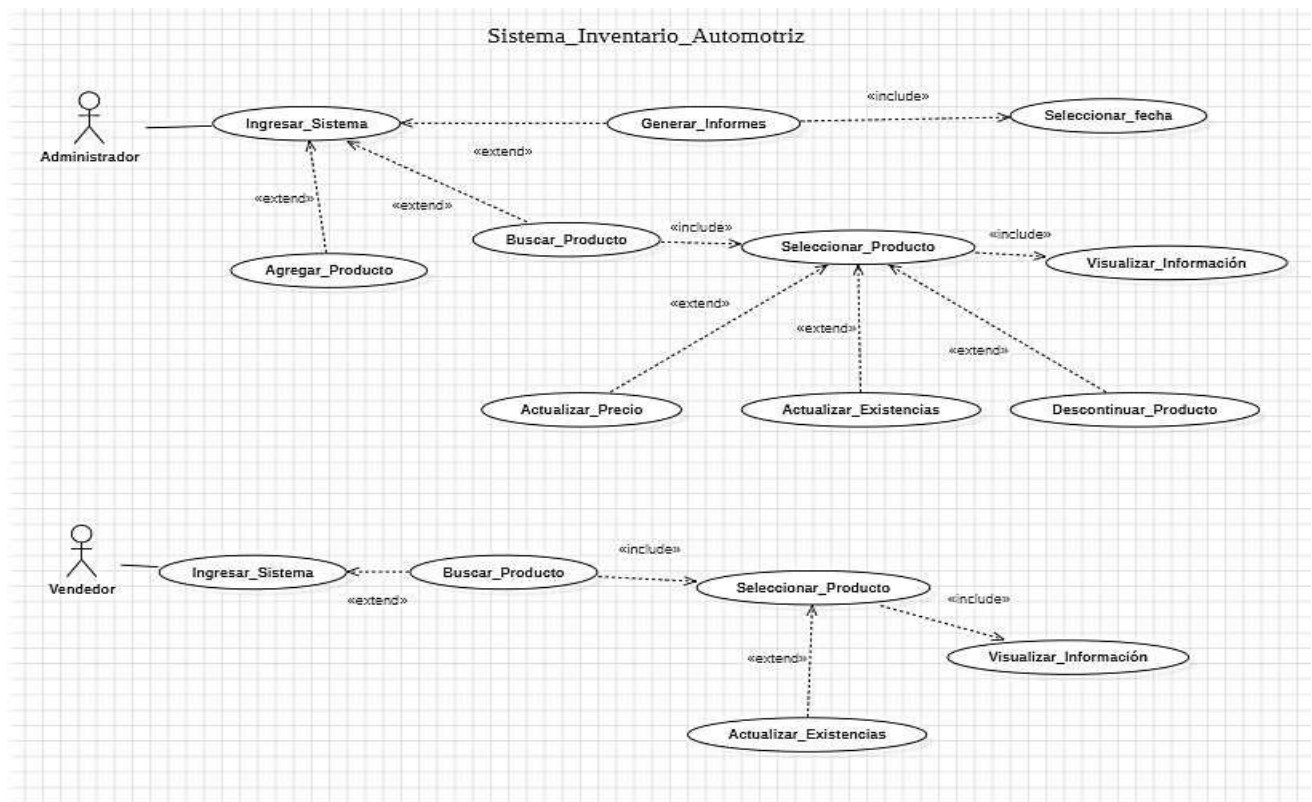 Sistema_Inventario_Automotriz
Administrador
Ingresar_Sistema
Generar_Informes
«include»
Seleccionar_fecha
«extend»
«extend»
«extend»
Agregar_Producto
Buscar_Producto
«include»
Seleccionar_Producto
«include»
Visualizar_Información
«extend»
«extend»
«extend»
Actualizar_Precio
Actualizar_Existencias
Descontinuar_Producto
Vendedor
Ingresar_Sistema
«extend»
Buscar_Producto
«include»
Seleccionar_Producto
«include»
Visualizar_Información
«extend»
Actualizar_Existencias